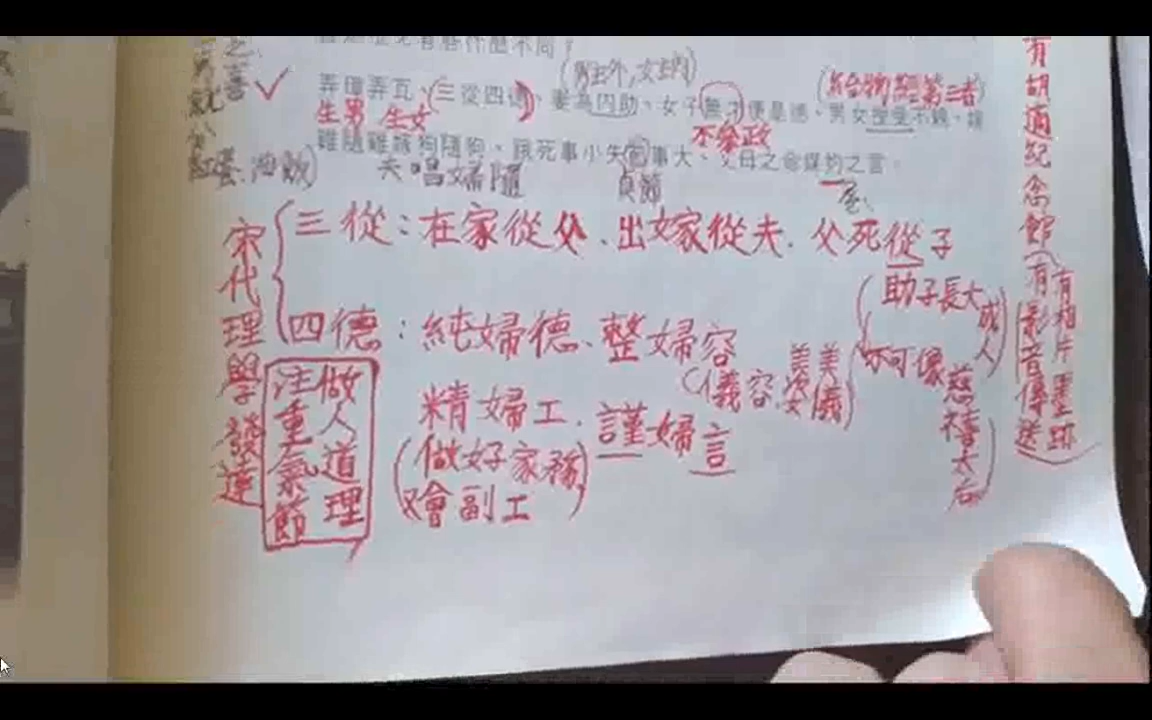 (男主外,女主內)
弄璋弄瓦、三從四德、妻為內助、女子無才便是德、男女授受不親、嫁
(給合物經第三者)
生男 生女
不參政
雞隨雞嫁狗隨狗、餓死事小失節事大、父母之命媒妁之言。
夫唱婦隨
貞節
宋代理學發達
三從：在家從父、出嫁從夫、父死從子
(助子長大成人
亦可像慈禧太后)
四德：純婦德、整婦容
(儀容、姿儀美美)
精婦工、謹婦言
(做好家務又會副工)
做人道理
注重氣節
有胡適紀念館
(有相片墨跡
有影音傳送)